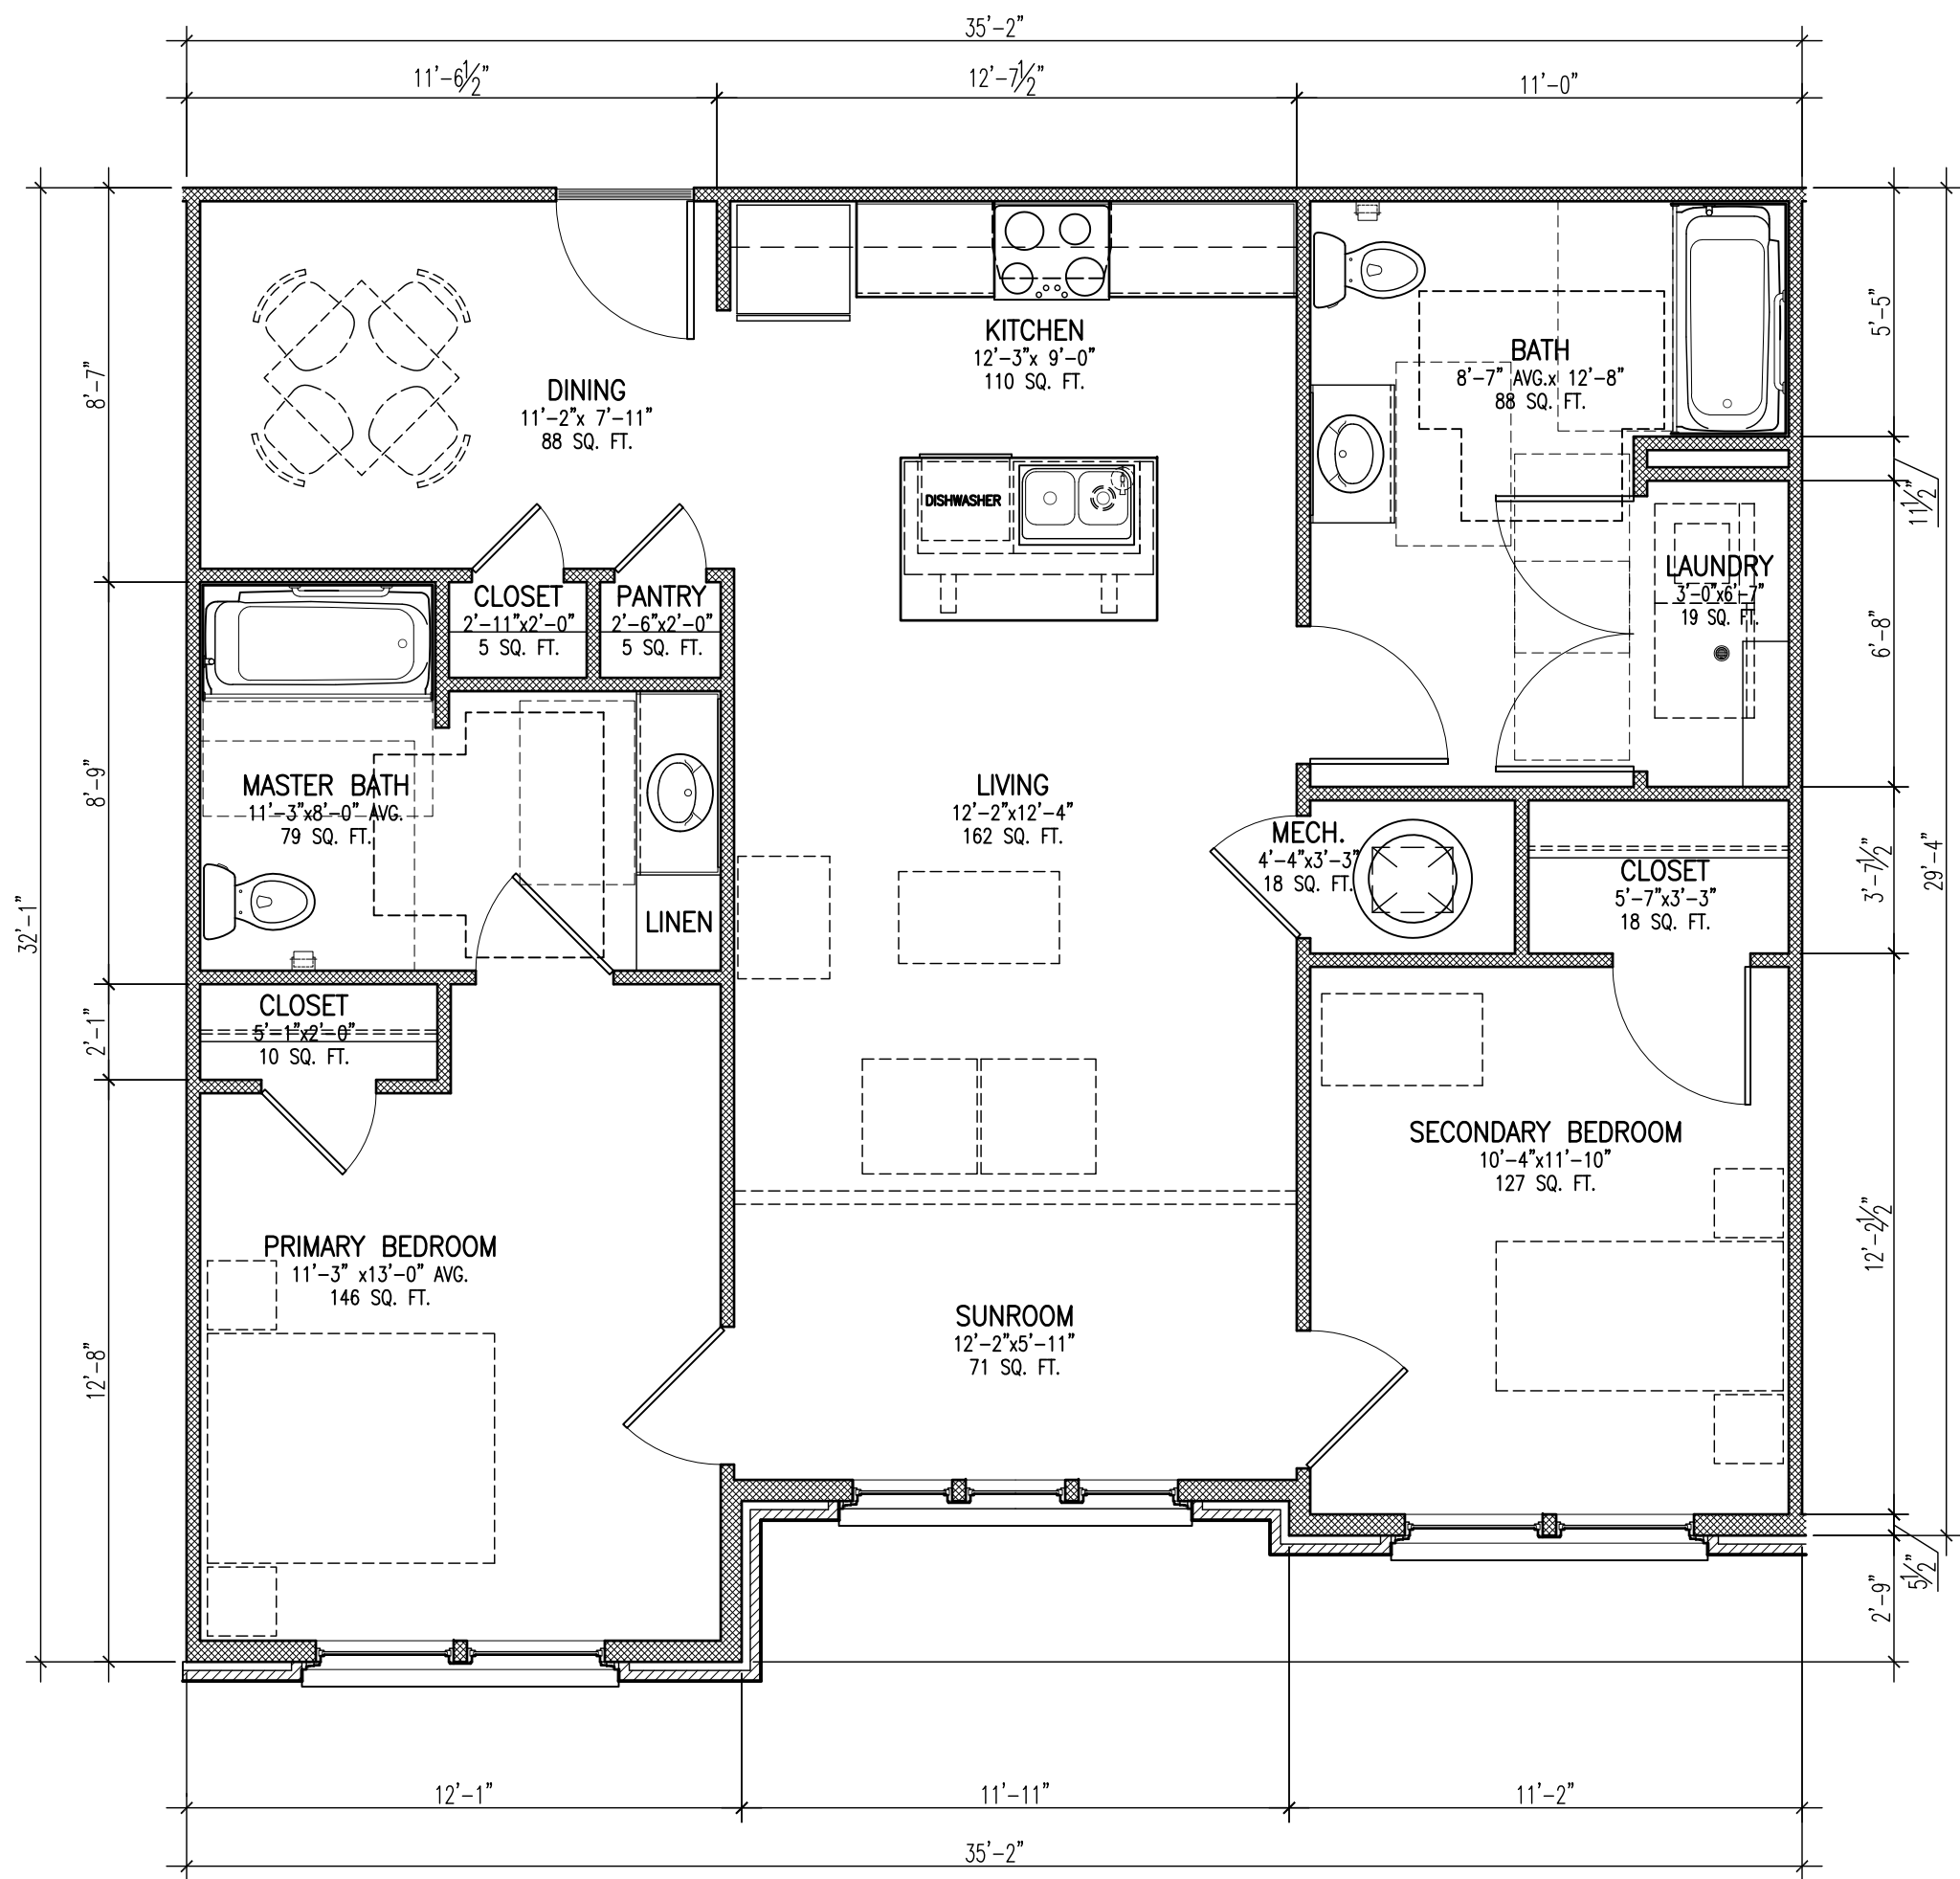 35'-2"
11'-6½"
12'-7½"
11'-0"
KITCHEN
12'-3"x 9'-0"
110 SQ. FT.
BATH
8'-7" AVG.x 12'-8"
88 SQ. FT.
DINING
11'-2"x 7'-11"
88 SQ. FT.
DISHWASHER
LAUNDRY
3'-0"x6'-7"
19 SQ. FT.
CLOSET
2'-11"x2'-0"
5 SQ. FT.
PANTRY
2'-6"x2'-0"
5 SQ. FT.
MASTER BATH
11'-3"x8'-0" AVG.
79 SQ. FT.
LIVING
12'-2"x12'-4"
162 SQ. FT.
MECH.
4'-4"x3'-3"
18 SQ. FT.
CLOSET
5'-7"x3'-3"
18 SQ. FT.
LINEN
CLOSET
5'-1"x2'-0"
10 SQ. FT.
SECONDARY BEDROOM
10'-4"x11'-10"
127 SQ. FT.
PRIMARY BEDROOM
11'-3" x13'-0" AVG.
146 SQ. FT.
SUNROOM
12'-2"x5'-11"
71 SQ. FT.
32'-1"
8'-7"
8'-9"
2'-1"
12'-8"
5'-5"
11½"
6'-8"
3'-7½"
29'-4"
12'-2½"
5½"
2'-9"
12'-1"
11'-11"
11'-2"
35'-2"